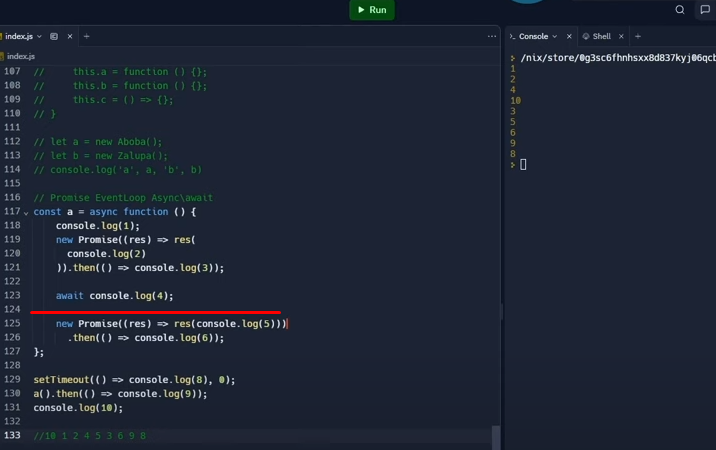 Run
index.js
Console
Shell
index.js
107 //     this.a = function () {};
108 //     this.b = function () {};
109 //     this.c = () => {};
110 // }
111
112 // let a = new Aboba();
113 // let b = new Zalupa();
114 // console.log('a', a, 'b', b)
115
116 // Promise EventLoop Async\await
117 const a = async function () {
118     console.log(1);
119     new Promise((res) => res(
120       console.log(2)
121     )).then(() => console.log(3));
122
123     await console.log(4);
124
125     new Promise((res) => res(console.log(5)))
126       .then(() => console.log(6));
127 };
128
129 setTimeout(() => console.log(8), 0);
130 a().then(() => console.log(9));
131 console.log(10);
132
133 //10 1 2 4 5 3 6 9 8
1
2
4
10
3
5
6
9
8